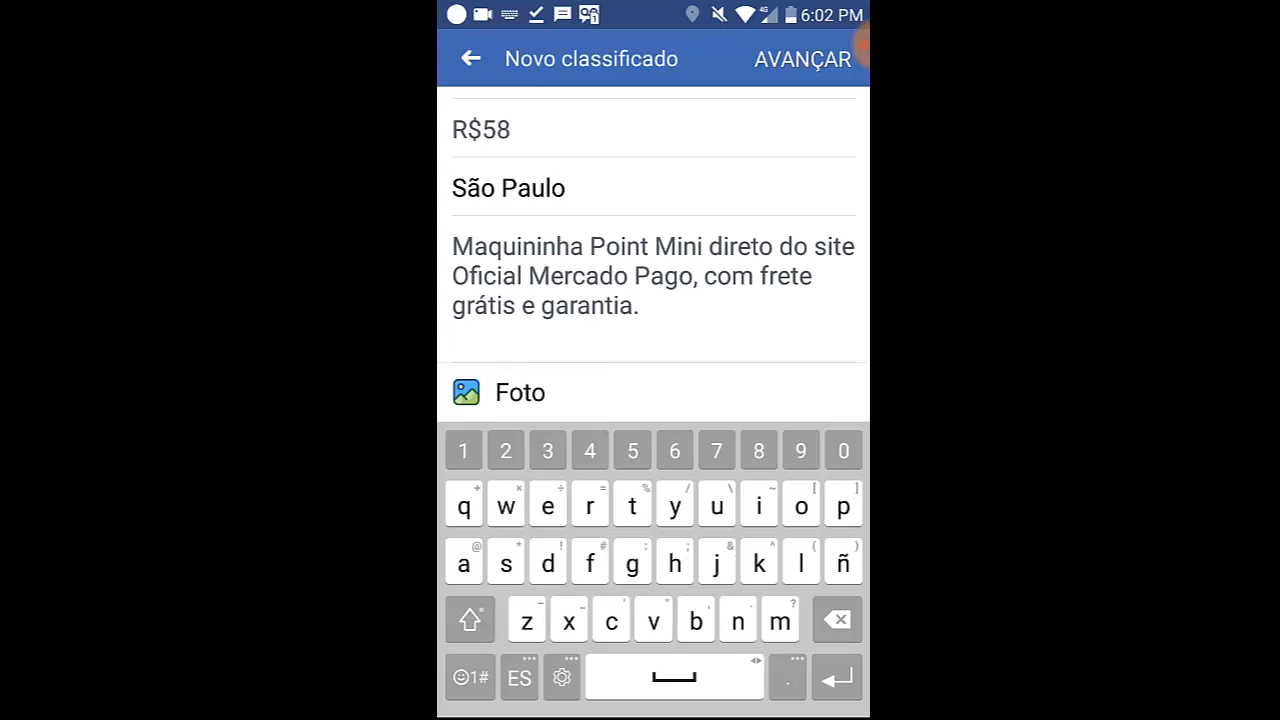 6:02 PM
Novo classificado AVANÇAR
R$58
São Paulo
Maquininha Point Mini direto do site
Oficial Mercado Pago, com frete
grátis e garantia.
Foto
1 2 3 4 5 6 7 8 9 0
q w e r t y u i o p
a s d f g h j k l ñ
z x c v b n m
1# ES .